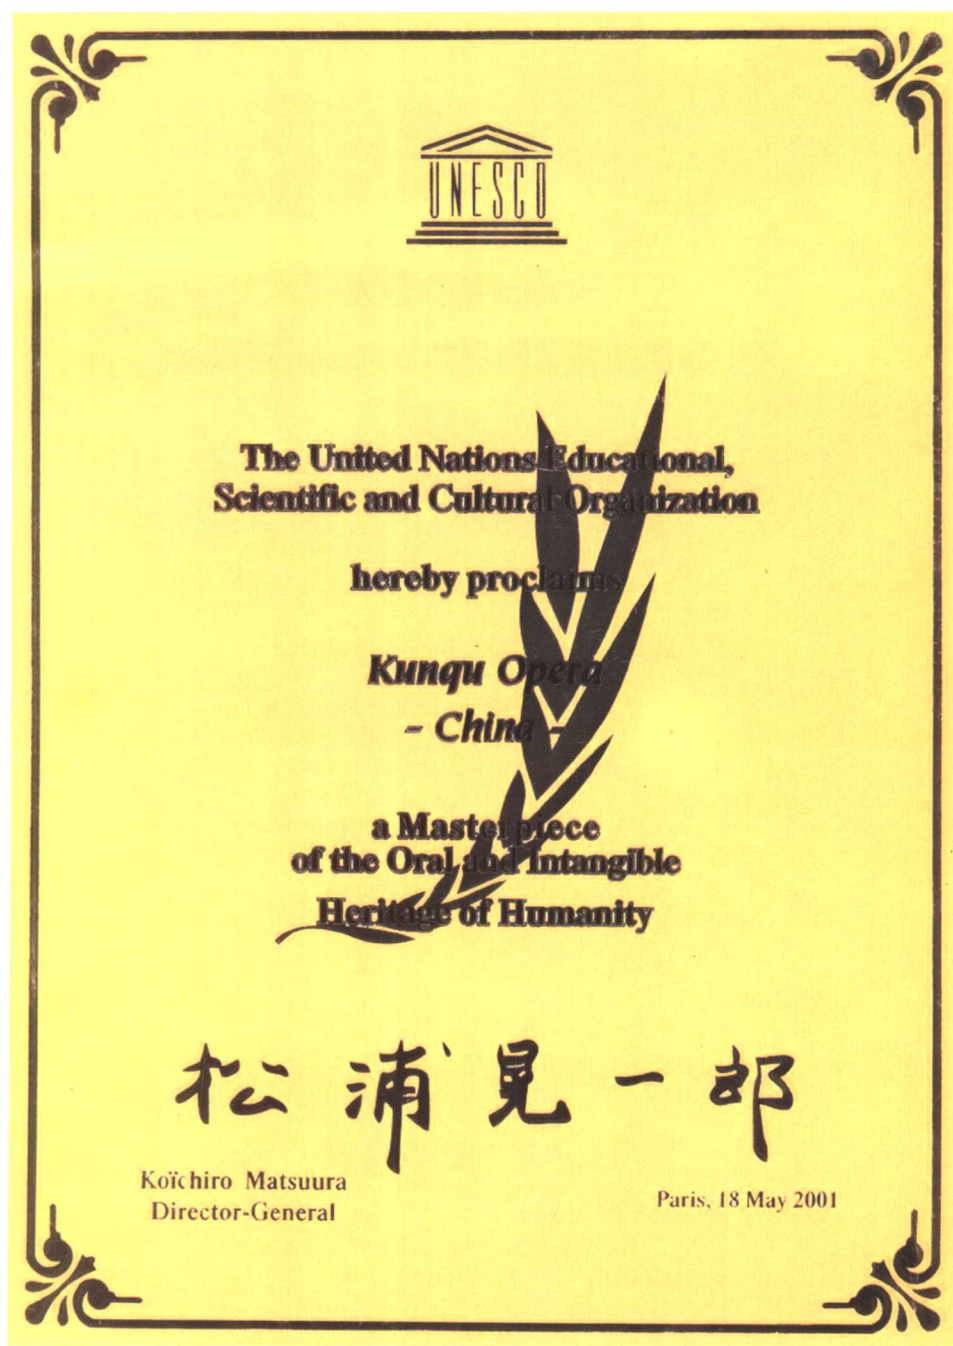 UNESCO
The United Nations Educational,
Scientific and Cultural Organization
hereby proclaims
Kunqu Opera
- China -
a Masterpiece
of the Oral and Intangible
Heritage of Humanity
松浦晃一郎
Koïchiro Matsuura
Director-General
Paris, 18 May 2001